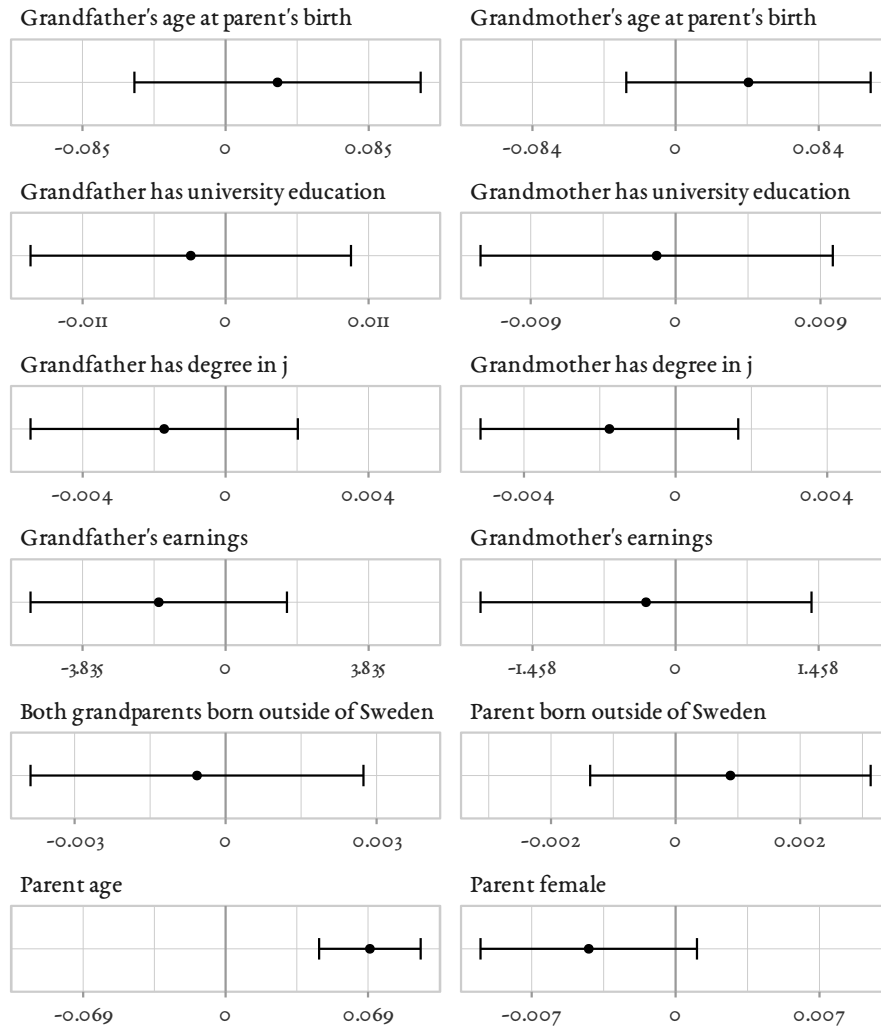 Grandfather's age at parent's birth Grandmother's age at parent's birth
-0.085 0 0.085 -0.084 0 0.084
Grandfather has university education Grandmother has university education
-0.011 0 0.011 -0.009 0 0.009
Grandfather has degree in j Grandmother has degree in j
-0.004 0 0.004 -0.004 0 0.004
Grandfather's earnings Grandmother's earnings
-3.835 0 3.835 -1.458 0 1.458
Both grandparents born outside of Sweden Parent born outside of Sweden
-0.003 0 0.003 -0.002 0 0.002
Parent age Parent female
-0.069 0 0.069 -0.007 0 0.007